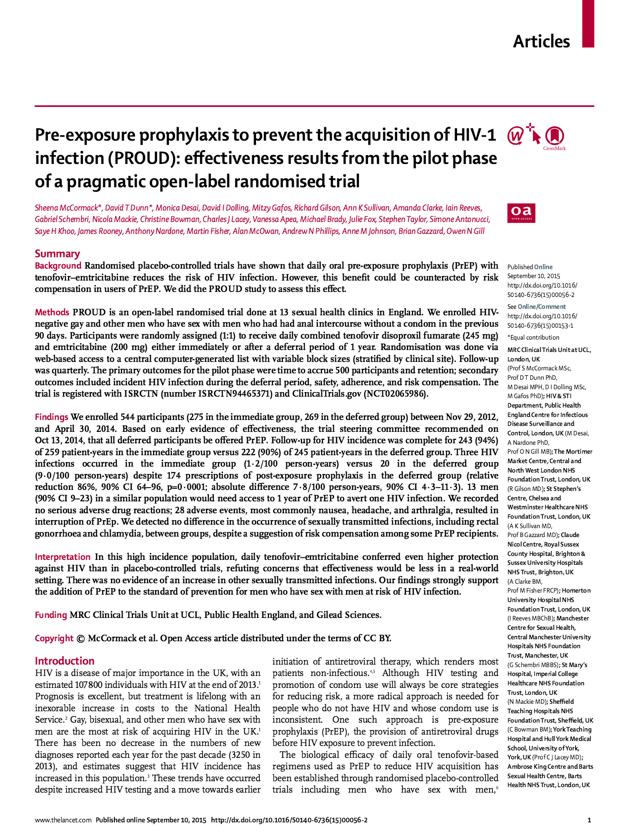 Articles
Pre-exposure prophylaxis to prevent the acquisition of HIV-1
infection (PROUD): effectiveness results from the pilot phase
of a pragmatic open-label randomised trial
CrossMark
Sheena McCormack*, David T Dunn*, Monica Desai, David I Dolling, Mitzy Gafos, Richard Gilson, Ann K Sullivan, Amanda Clarke, Iain Reeves,
Gabriel Schembri, Nicola Mackie, Christine Bowman, Charles J Lacey, Vanessa Apea, Michael Brady, Julie Fox, Stephen Taylor, Simone Antonucci,
Saye H Khoo, James Rooney, Anthony Nardone, Martin Fisher, Alan McOwan, Andrew N Phillips, Anne M Johnson, Brian Gazzard, Owen N Gill
oa
OPEN ACCESS
Summary
Background Randomised placebo-controlled trials have shown that daily oral pre-exposure prophylaxis (PrEP) with
tenofovir–emtricitabine reduces the risk of HIV infection. However, this benefit could be counteracted by risk
compensation in users of PrEP. We did the PROUD study to assess this effect.
Methods PROUD is an open-label randomised trial done at 13 sexual health clinics in England. We enrolled HIV-
negative gay and other men who have sex with men who had had anal intercourse without a condom in the previous
90 days. Participants were randomly assigned (1:1) to receive daily combined tenofovir disoproxil fumarate (245 mg)
and emtricitabine (200 mg) either immediately or after a deferral period of 1 year. Randomisation was done via
web-based access to a central computer-generated list with variable block sizes (stratified by clinical site). Follow-up
was quarterly. The primary outcomes for the pilot phase were time to accrue 500 participants and retention; secondary
outcomes included incident HIV infection during the deferral period, safety, adherence, and risk compensation. The
trial is registered with ISRCTN (number ISRCTN94465371) and ClinicalTrials.gov (NCT02065986).
Findings We enrolled 544 participants (275 in the immediate group, 269 in the deferred group) between Nov 29, 2012,
and April 30, 2014. Based on early evidence of effectiveness, the trial steering committee recommended on
Oct 13, 2014, that all deferred participants be offered PrEP. Follow-up for HIV incidence was complete for 243 (94%)
of 259 patient-years in the immediate group versus 222 (90%) of 245 patient-years in the deferred group. Three HIV
infections occurred in the immediate group (1·2/100 person-years) versus 20 in the deferred group
(9·0/100 person-years) despite 174 prescriptions of post-exposure prophylaxis in the deferred group (relative
reduction 86%, 90% CI 64–96, p=0·0001; absolute difference 7·8/100 person-years, 90% CI 4·3–11·3). 13 men
(90% CI 9–23) in a similar population would need access to 1 year of PrEP to avert one HIV infection. We recorded
no serious adverse drug reactions; 28 adverse events, most commonly nausea, headache, and arthralgia, resulted in
interruption of PrEp. We detected no difference in the occurrence of sexually transmitted infections, including rectal
gonorrhoea and chlamydia, between groups, despite a suggestion of risk compensation among some PrEP recipients.
Interpretation In this high incidence population, daily tenofovir–emtricitabine conferred even higher protection
against HIV than in placebo-controlled trials, refuting concerns that effectiveness would be less in a real-world
setting. There was no evidence of an increase in other sexually transmitted infections. Our findings strongly support
the addition of PrEP to the standard of prevention for men who have sex with men at risk of HIV infection.
Funding MRC Clinical Trials Unit at UCL, Public Health England, and Gilead Sciences.
Copyright © McCormack et al. Open Access article distributed under the terms of CC BY.
Introduction
HIV is a disease of major importance in the UK, with an
estimated 107 800 individuals with HIV at the end of 2013.1
Prognosis is excellent, but treatment is lifelong with an
inexorable increase in costs to the National Health
Service.2 Gay, bisexual, and other men who have sex with
men are the most at risk of acquiring HIV in the UK.1
There has been no decrease in the numbers of new
diagnoses reported each year for the past decade (3250 in
2013), and estimates suggest that HIV incidence has
increased in this population.3 These trends have occurred
despite increased HIV testing and a move towards earlier
initiation of antiretroviral therapy, which renders most
patients non-infectious.4,5 Although HIV testing and
promotion of condom use will always be core strategies
for reducing risk, a more radical approach is needed for
people who do not have HIV and whose condom use is
inconsistent. One such approach is pre-exposure
prophylaxis (PrEP), the provision of antiretroviral drugs
before HIV exposure to prevent infection.
The biological efficacy of daily oral tenofovir-based
regimens used as PrEP to reduce HIV acquisition has
been established through randomised placebo-controlled
trials including men who have sex with men,6
Published Online
September 10, 2015
http://dx.doi.org/10.1016/
S0140-6736(15)00056-2
See Online/Comment
http://dx.doi.org/10.1016/
S0140-6736(15)00153-1
*Equal contribution
MRC Clinical Trials Unit at UCL,
London, UK
(Prof S McCormack MSc,
Prof D T Dunn PhD,
M Desai MPH, D I Dolling MSc,
M Gafos PhD); HIV & STI
Department, Public Health
England Centre for Infectious
Disease Surveillance and
Control, London, UK (M Desai,
A Nardone PhD,
Prof O N Gill MB); The Mortimer
Market Centre, Central and
North West London NHS
Foundation Trust, London, UK
(R Gilson MD); St Stephen's
Centre, Chelsea and
Westminster Healthcare NHS
Foundation Trust, London, UK
(A K Sullivan MD,
Prof B Gazzard MD); Claude
Nicol Centre, Royal Sussex
County Hospital, Brighton &
Sussex University Hospitals
NHS Trust, Brighton, UK
(A Clarke BM,
Prof M Fisher FRCP); Homerton
University Hospital NHS
Foundation Trust, London, UK
(I Reeves MBChB); Manchester
Centre for Sexual Health,
Central Manchester University
Hospitals NHS Foundation
Trust, Manchester, UK
(G Schembri MBBS); St Mary's
Hospital, Imperial College
Healthcare NHS Foundation
Trust, London, UK
(N Mackie MD); Sheffield
Teaching Hospitals NHS
Foundation Trust, Sheffield, UK
(C Bowman BM); York Teaching
Hospital and Hull York Medical
School, University of York,
York, UK (Prof C J Lacey MD);
Ambrose King Centre and Barts
Sexual Health Centre, Barts
Health NHS Trust, London, UK
www.thelancet.com Published online September 10, 2015 http://dx.doi.org/10.1016/S0140-6736(15)00056-2
1